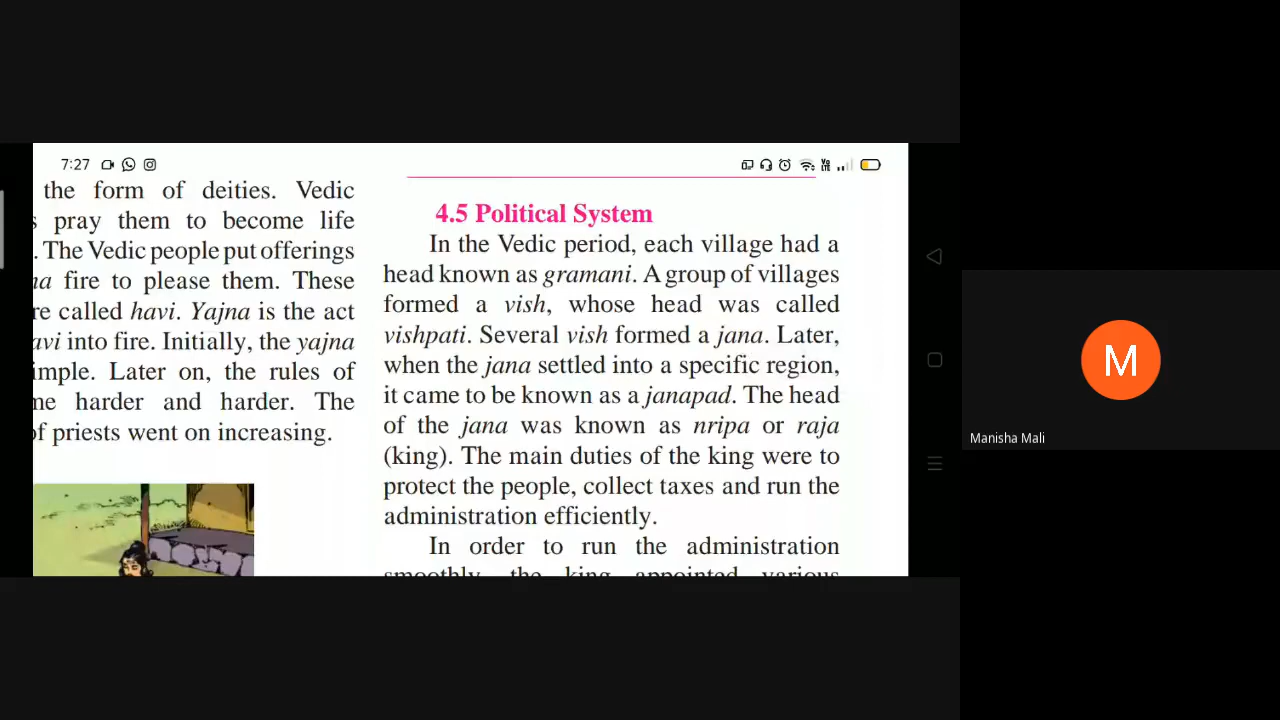 7:27
the form of deities. Vedic
pray them to become life
. The Vedic people put offerings
fire to please them. These
called havi. Yajna is the act
into fire. Initially, the yajna
Later on, the rules of
harder and harder. The
of priests went on increasing.
4.5 Political System
In the Vedic period, each village had a
head known as gramani. A group of villages
formed a vish, whose head was called
vishpati. Several vish formed a jana. Later,
when the jana settled into a specific region,
it came to be known as a janapad. The head
of the jana was known as nripa or raja
(king). The main duties of the king were to
protect the people, collect taxes and run the
administration efficiently.
In order to run the administration
smoothly, the king appointed various
M
Manisha Mali